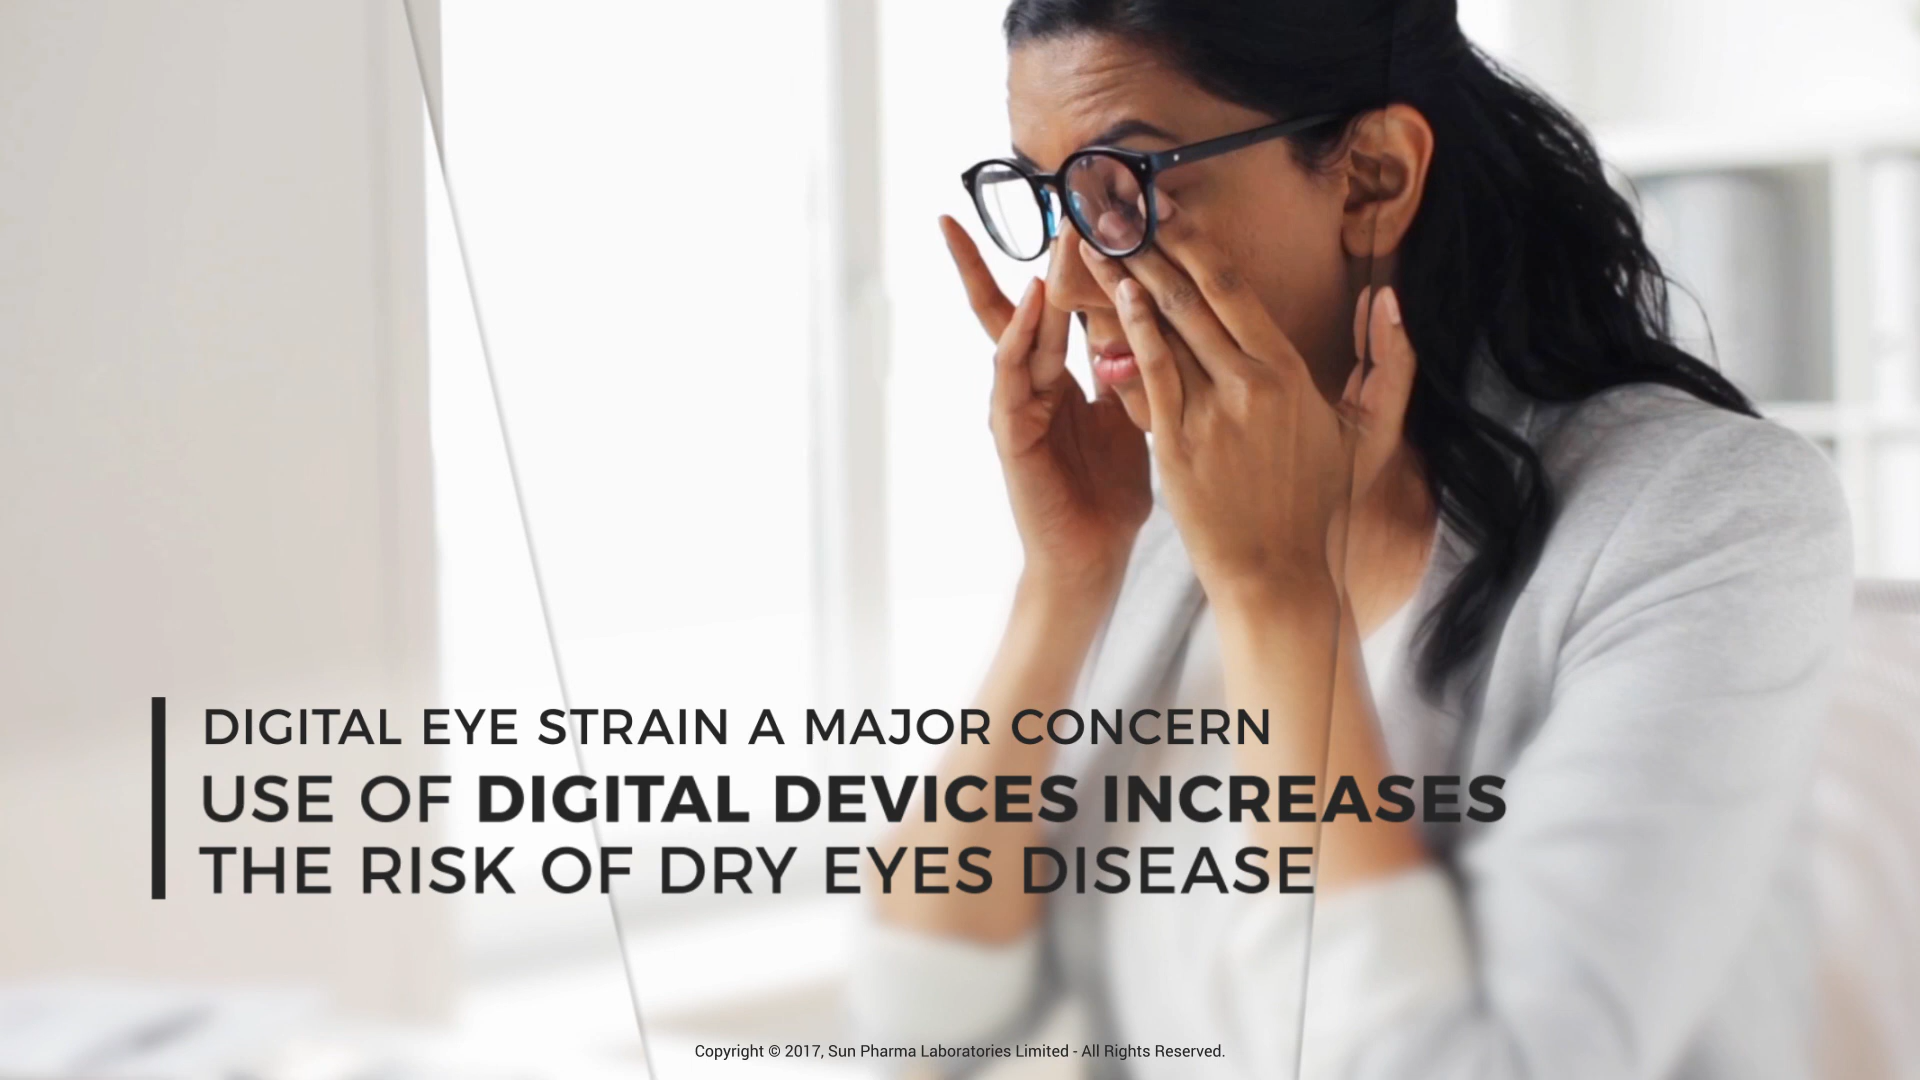 DIGITAL EYE STRAIN A MAJOR CONCERN
USE OF DIGITAL DEVICES INCREASES
THE RISK OF DRY EYES DISEASE
Copyright © 2017, Sun Pharma Laboratories Limited - All Rights Reserved.